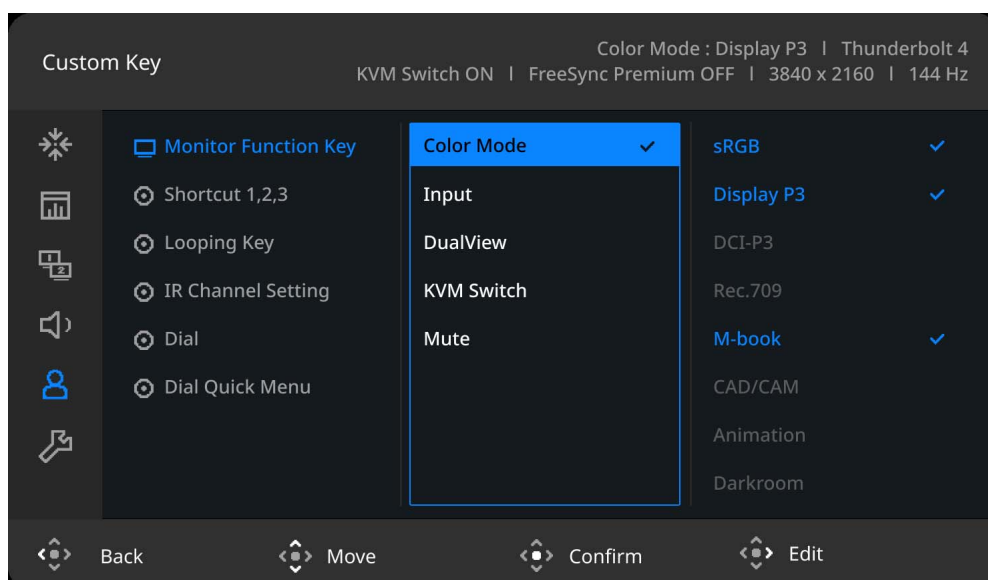 Custom Key
Color Mode : Display P3 l Thunderbolt 4
KVM Switch ON l FreeSync Premium OFF l 3840 x 2160 l 144 Hz
Monitor Function Key
Shortcut 1,2,3
Looping Key
IR Channel Setting
Dial
Dial Quick Menu
Color Mode
Input
DualView
KVM Switch
Mute
sRGB
Display P3
DCI-P3
Rec.709
M-book
CAD/CAM
Animation
Darkroom
1
2
Back
Move
Confirm
Edit